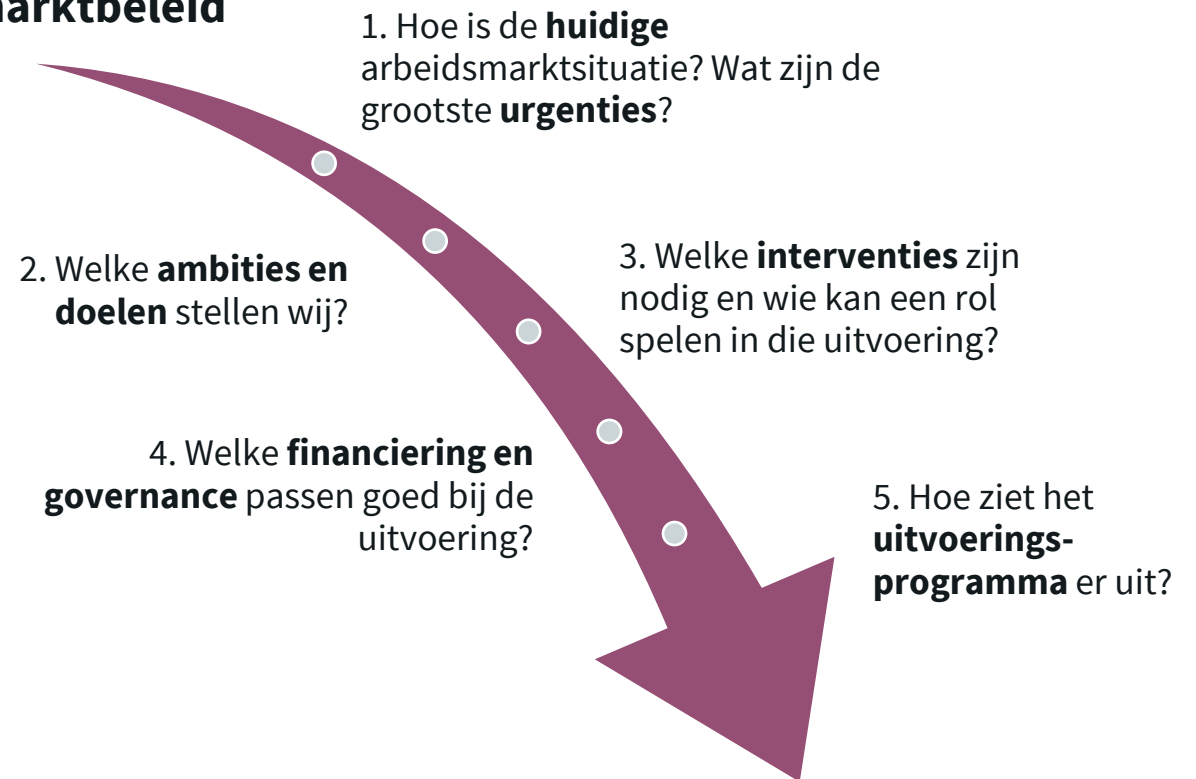 marktbeleid
1. Hoe is de huidige
arbeidsmarktsituatie? Wat zijn de
grootste urgenties?
2. Welke ambities en
doelen stellen wij?
3. Welke interventies zijn
nodig en wie kan een rol
spelen in die uitvoering?
4. Welke financiering en
governance passen goed bij de
uitvoering?
5. Hoe ziet het
uitvoerings-
programma er uit?